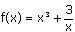 f(x) = x³ + 3/x